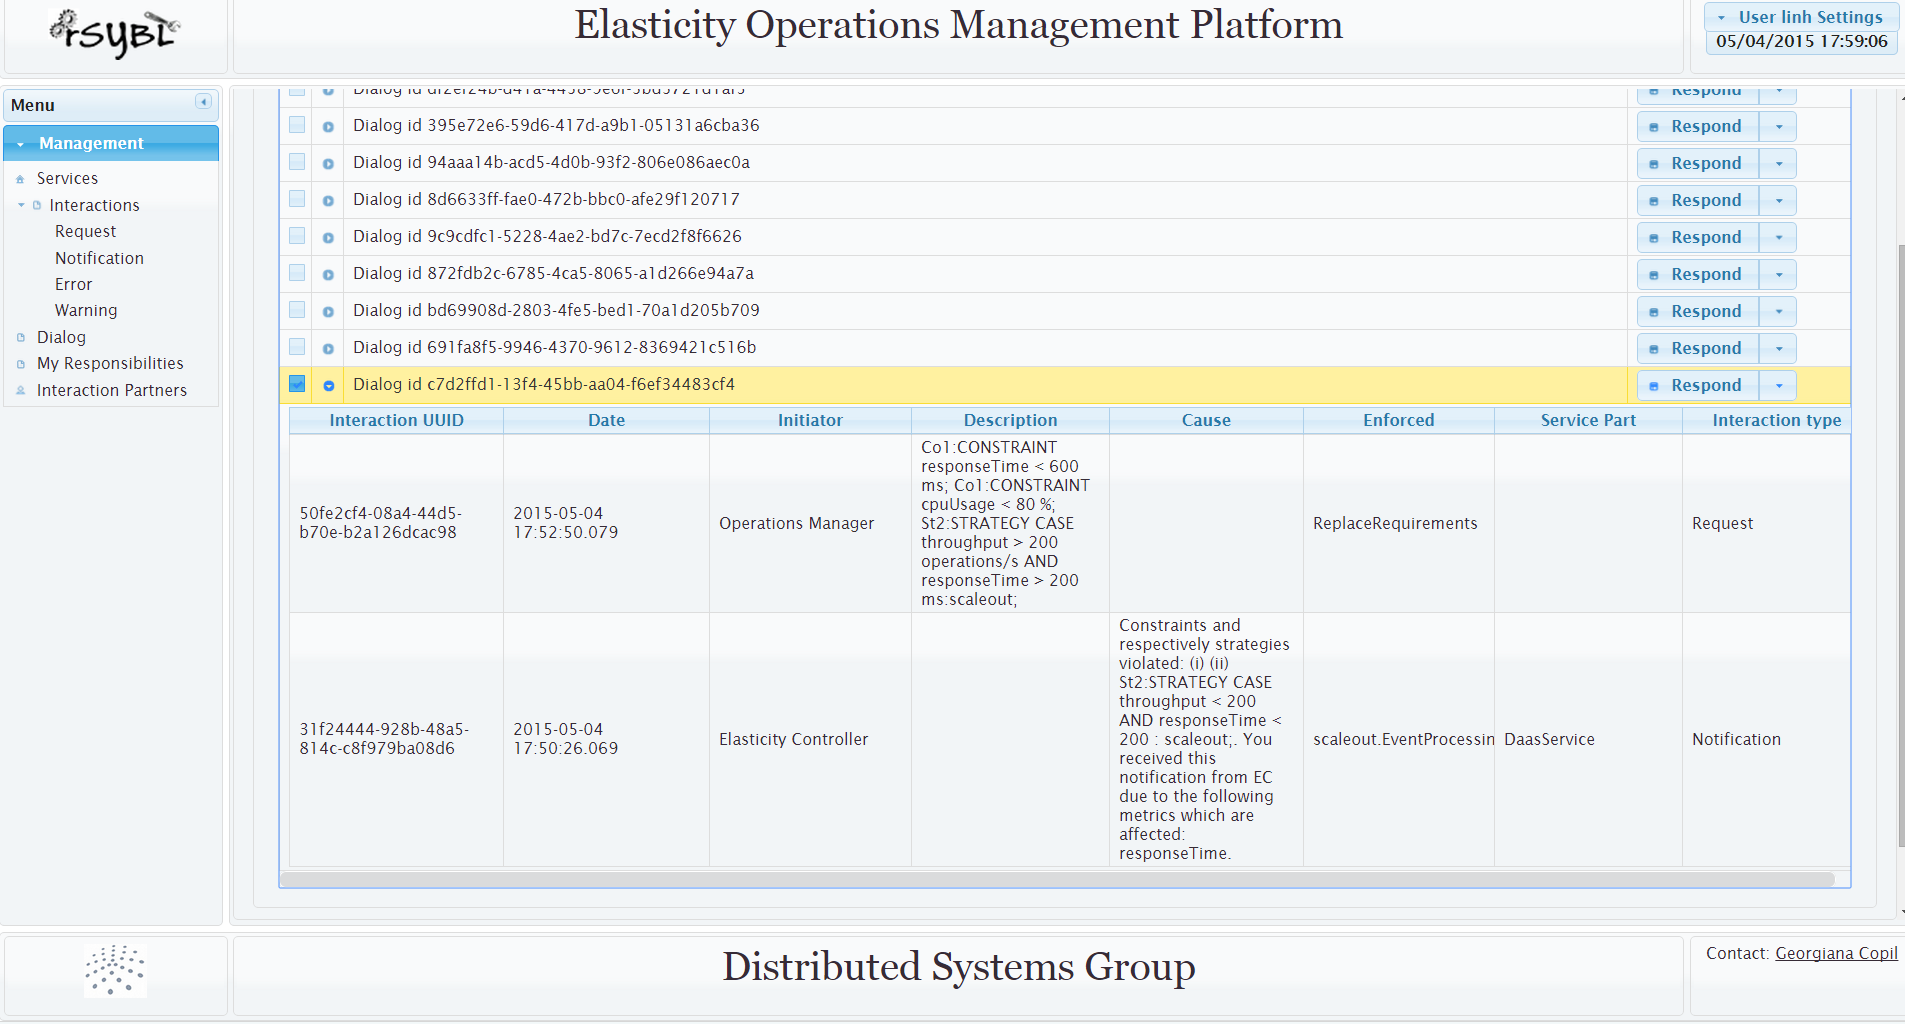 rSYBL
Elasticity Operations Management Platform
User linh Settings
05/04/2015 17:59:06
Menu
Management
Services
Interactions
Request
Notification
Error
Warning
Dialog
My Responsibilities
Interaction Partners
Dialog id
Respond
Dialog id 395e72e6-59d6-417d-a9b1-05131a6cba36
Respond
Dialog id 94aaa14b-acd5-4d0b-93f2-806e086aec0a
Respond
Dialog id 8d6633ff-fae0-472b-bbc0-afe29f120717
Respond
Dialog id 9c9cdfc1-5228-4ae2-bd7c-7ecd2f8f6626
Respond
Dialog id 872fdb2c-6785-4ca5-8065-a1d266e94a7a
Respond
Dialog id bd69908d-2803-4fe5-bed1-70a1d205b709
Respond
Dialog id 691fa8f5-9946-4370-9612-8369421c516b
Respond
Dialog id c7d2ffd1-13f4-45bb-aa04-f6ef34483cf4
Respond
Interaction UUID Date Initiator Description Cause Enforced Service Part Interaction type
50fe2cf4-08a4-44d5-
b70e-b2a126dcac98
2015-05-04
17:52:50.079
Operations Manager
Co1:CONSTRAINT
responseTime < 600
ms; Co1:CONSTRAINT
cpuUsage < 80 %;
St2:STRATEGY CASE
throughput > 200
operations/s AND
responseTime > 200
ms:scaleout;
ReplaceRequirements
Request
31f24444-928b-48a5-
814c-c8f979ba08d6
2015-05-04
17:50:26.069
Elasticity Controller
Constraints and
respectively strategies
violated: (i) (ii)
St2:STRATEGY CASE
throughput < 200
AND responseTime <
200 : scaleout;. You
received this
notification from EC
due to the following
metrics which are
affected:
responseTime.
scaleout.EventProcessin
DaasService
Notification
Distributed Systems Group
Contact: Georgiana Copil